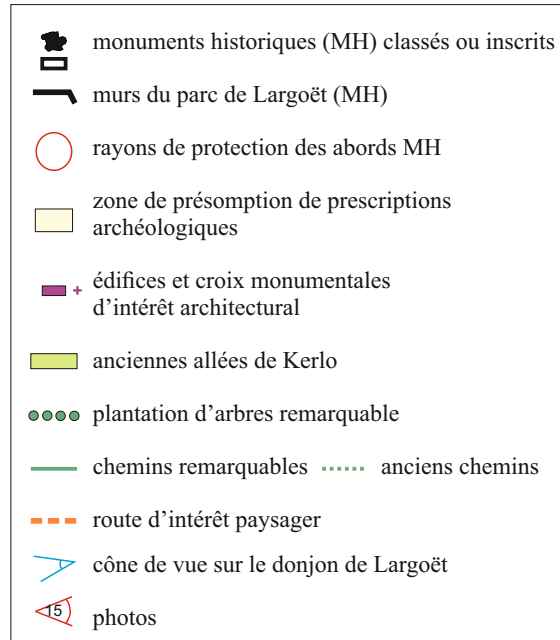 monuments historiques (MH) classés ou inscrits
murs du parc de Largoët (MH)
rayons de protection des abords MH
zone de présomption de prescriptions
archéologiques
édifices et croix monumentales
d'intérêt architectural
anciennes allées de Kerlo
plantation d'arbres remarquable
chemins remarquables anciens chemins
route d'intérêt paysager
cône de vue sur le donjon de Largoët
15 photos